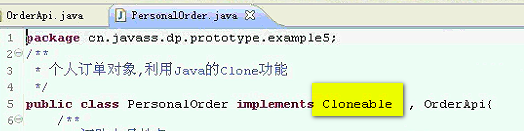 OrderApi.java PersonalOrder.java
1 package cn.javass.dp.prototype.example5;
2 /**
3 * 个人订单对象,利用Java的Clone功能
4 */
5 public class PersonalOrder implements Cloneable , OrderApi{
6 /**